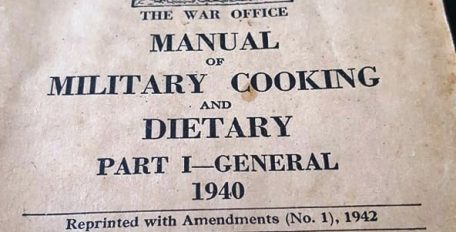 THE WAR OFFICE
MANUAL
OF
MILITARY COOKING
AND
DIETARY
PART I—GENERAL
1940
Reprinted with Amendments (No. 1), 1942